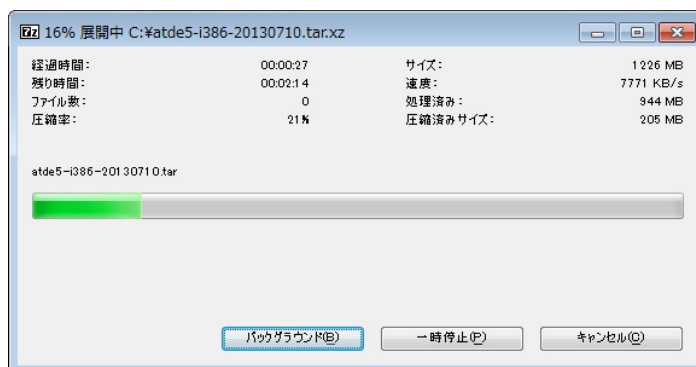 7z 16% 展開中 C:¥atde5-i386-20130710.tar.xz
経過時間: 00:00:27 サイズ: 1226 MB
残り時間: 00:02:14 速度: 7771 KB/s
ファイル数: 0 処理済み: 944 MB
圧縮率: 21% 圧縮済みサイズ: 205 MB
atde5-i386-20130710.tar
バックグラウンド(B) 一時停止(P) キャンセル(C)